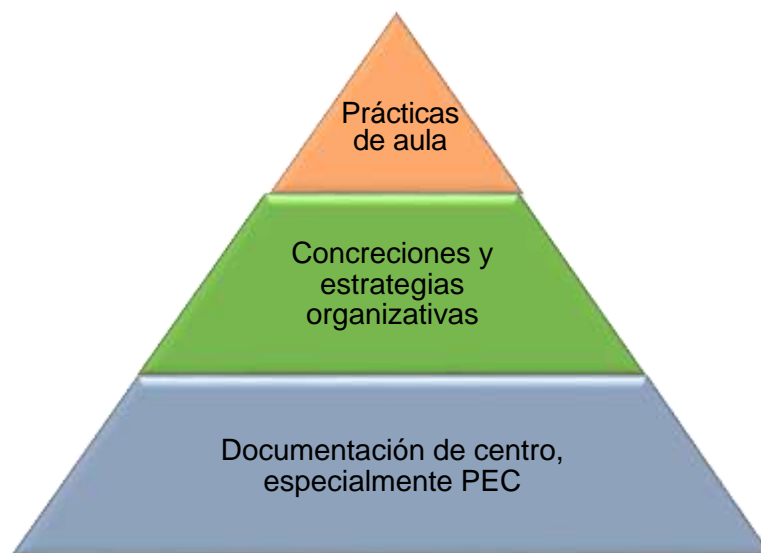 Prácticas
de aula
Concreciones y
estrategias
organizativas
Documentación de centro,
especialmente PEC